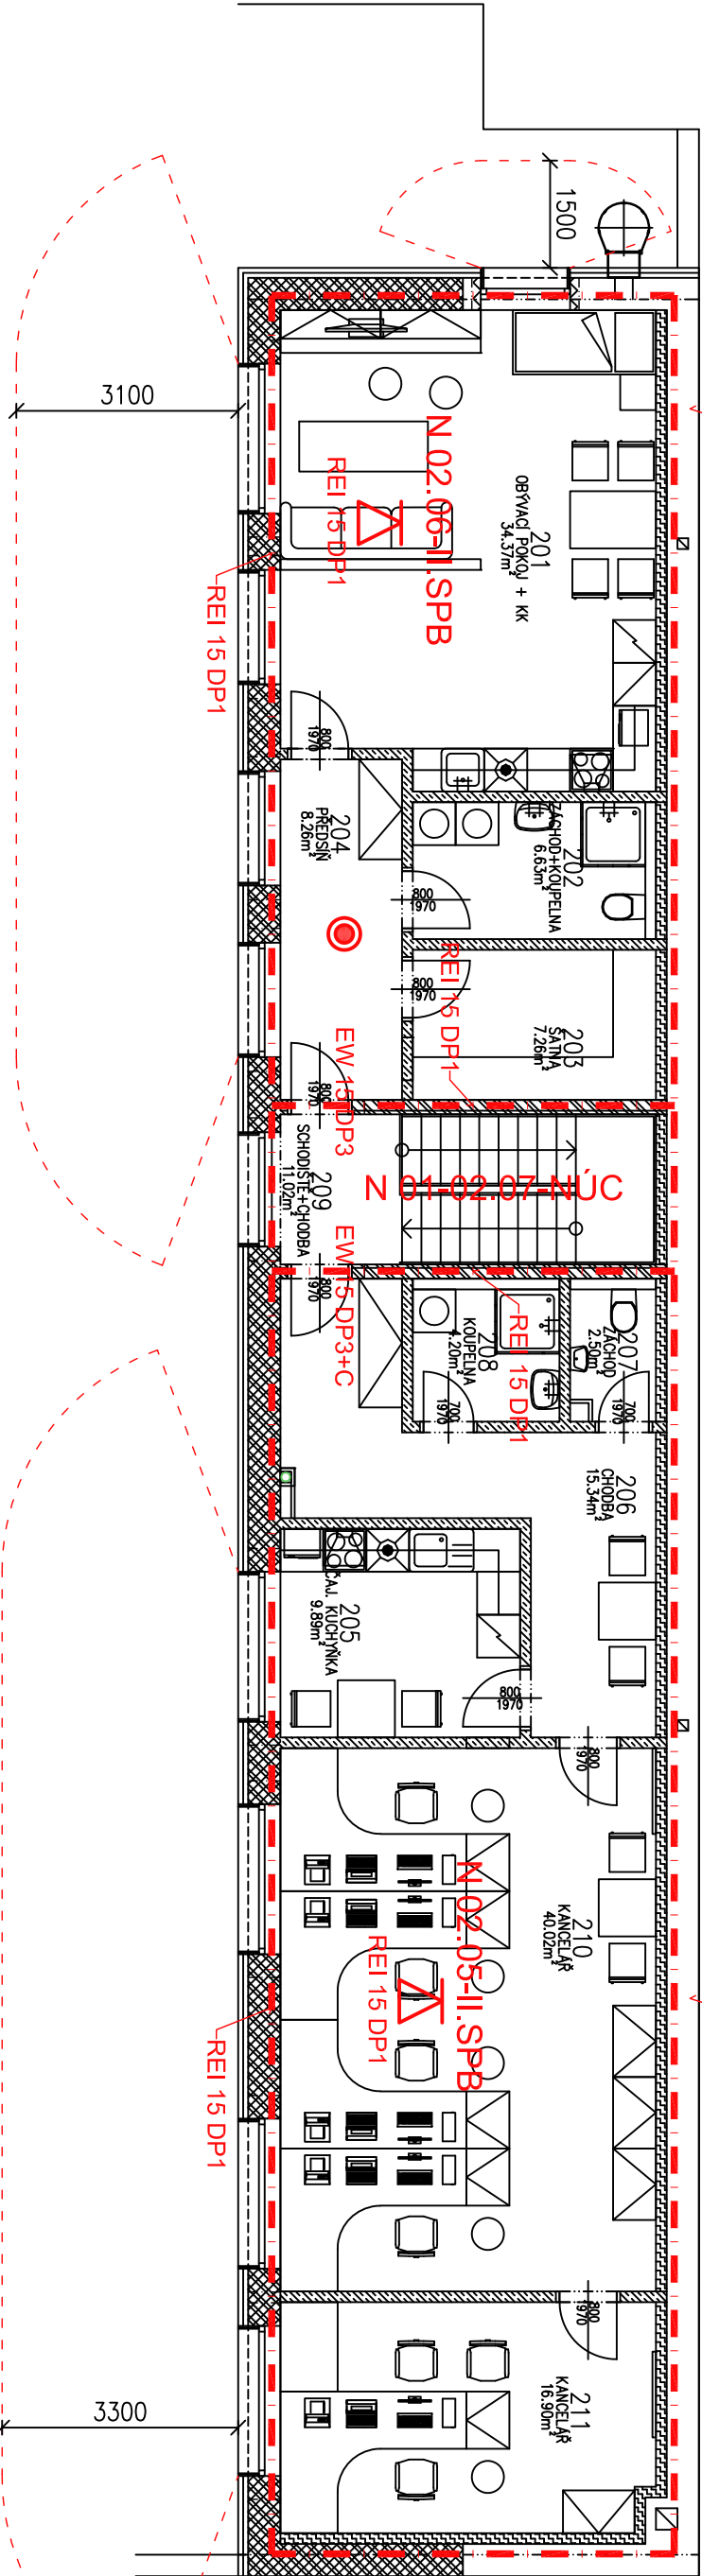 1500
3100
N 02.06-II.SPB
REI 15 DP1
REI 15 DP1
201
OBÝVACÍ POKOJ + KK
34.37m²
800
1970
204
PŘEDSÍŇ
8.26m²
202
ZÁCHOD+KOUPELNA
6.63m²
800
1970
800
1970
203
ŠATNA
7.26m²
REI 15 DP1
EW 15 DP3
800
1970
209
SCHODIŠTĚ+CHODBA
11.02m²
N 01-02.07-NÚC
EW 15 DP3+C
800
1970
REI 15 DP1
208
KOUPELNA
4.20m²
700
1970
207
ZÁCHOD
2.50m²
700
1970
206
CHODBA
15.34m²
205
ČAJ. KUCHYŇKA
9.89m²
800
1970
800
1970
210
KANCELÁŘ
40.02m²
N 02.05-II.SPB
REI 15 DP1
REI 15 DP1
800
1970
211
KANCELÁŘ
16.90m²
3300